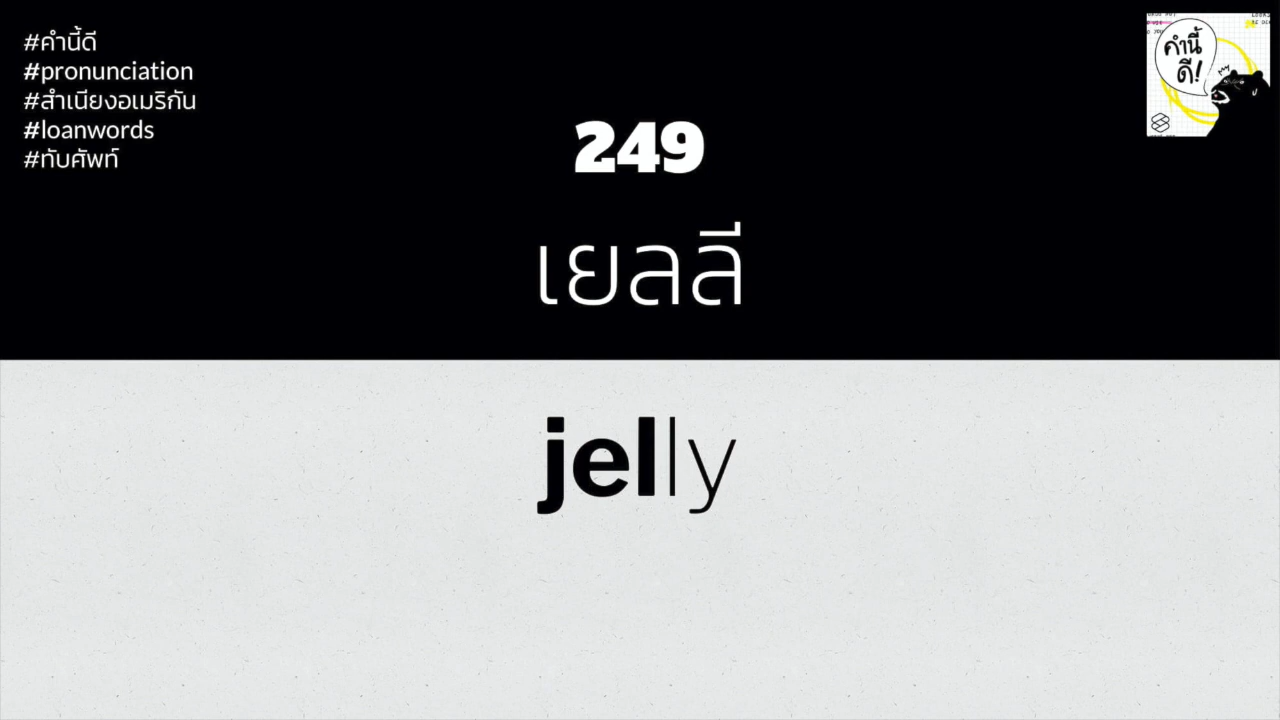 #คำนี้ดี
#pronunciation
#สำเนียงอเมริกัน
#loanwords
#ทับศัพท์
คำนี้
ดี!
249
เยลลี
jelly